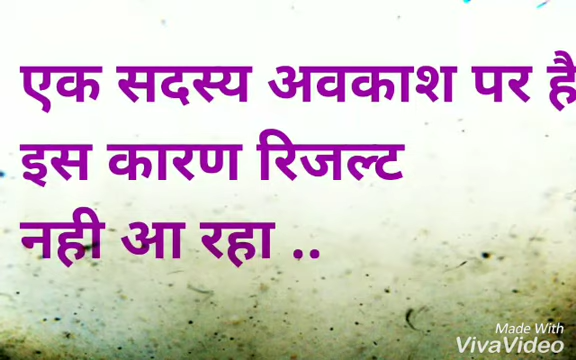 एक सदस्य अवकाश पर है
इस कारण रिजल्ट
नही आ रहा ..
Made With
VivaVideo